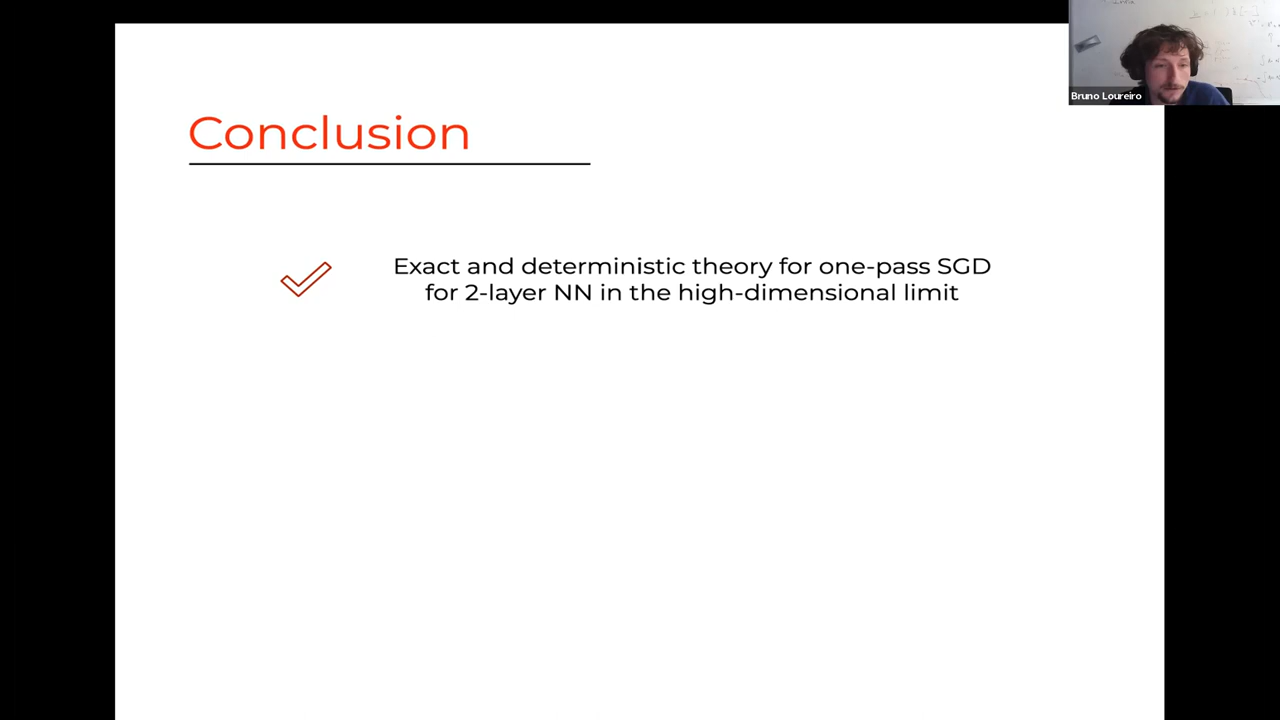 Bruno Loureiro
Conclusion
Exact and deterministic theory for one-pass SGD
for 2-layer NN in the high-dimensional limit